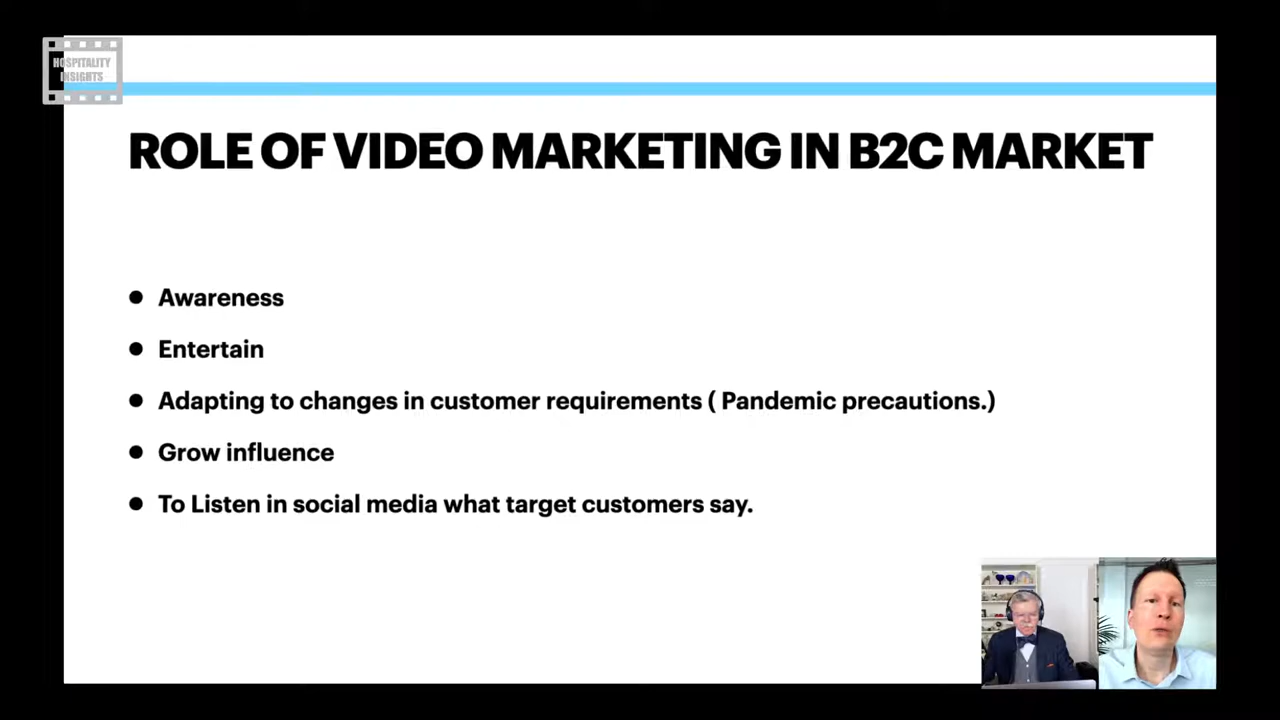 HOSPITALITY
INSIGHTS
ROLE OF VIDEO MARKETING IN B2C MARKET
● Awareness
● Entertain
● Adapting to changes in customer requirements ( Pandemic precautions.)
● Grow influence
● To Listen in social media what target customers say.